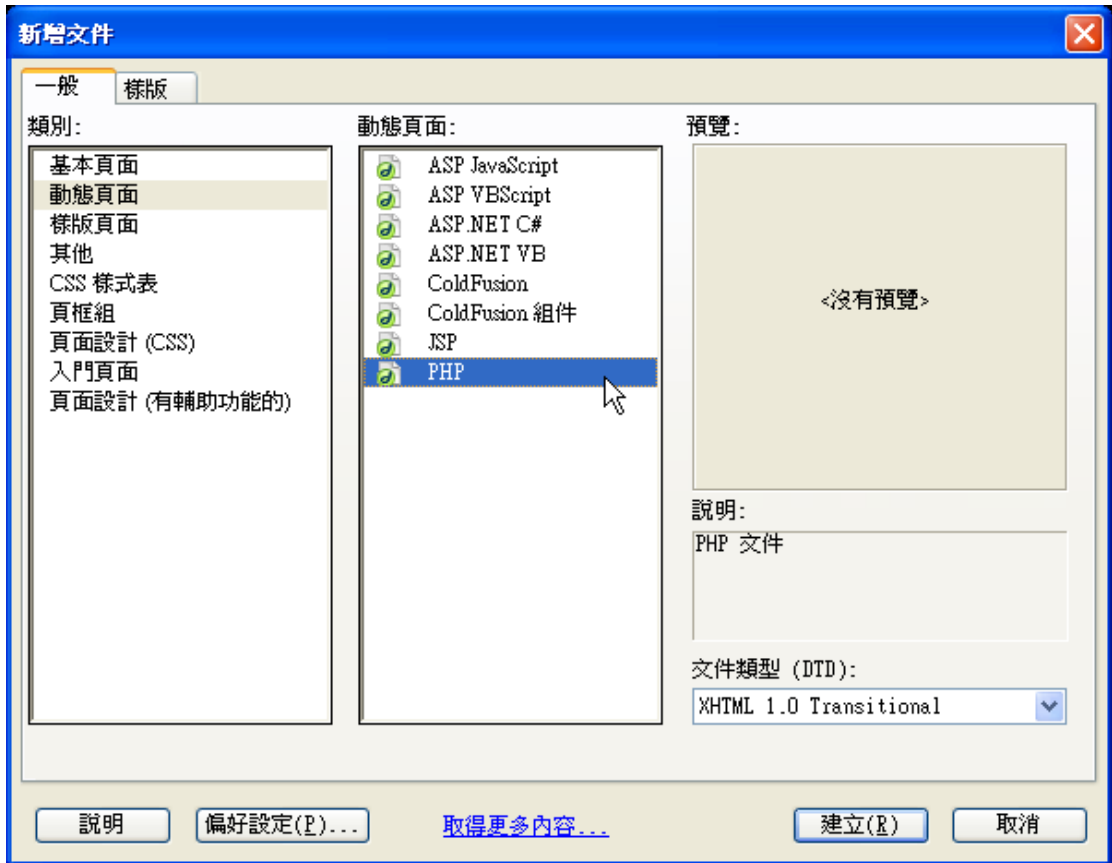 新增文件
一般
樣版
類別:
基本頁面
動態頁面
樣版頁面
其他
CSS 樣式表
頁框組
頁面設計 (CSS)
入門頁面
頁面設計 (有輔助功能的)
動態頁面:
ASP JavaScript
ASP VBScript
ASP.NET C#
ASP.NET VB
ColdFusion
ColdFusion 組件
JSP
PHP
預覽:
<沒有預覽>
說明:
PHP 文件
文件類型 (DTD):
XHTML 1.0 Transitional
說明
偏好設定(P)...
取得更多內容...
建立(R)
取消